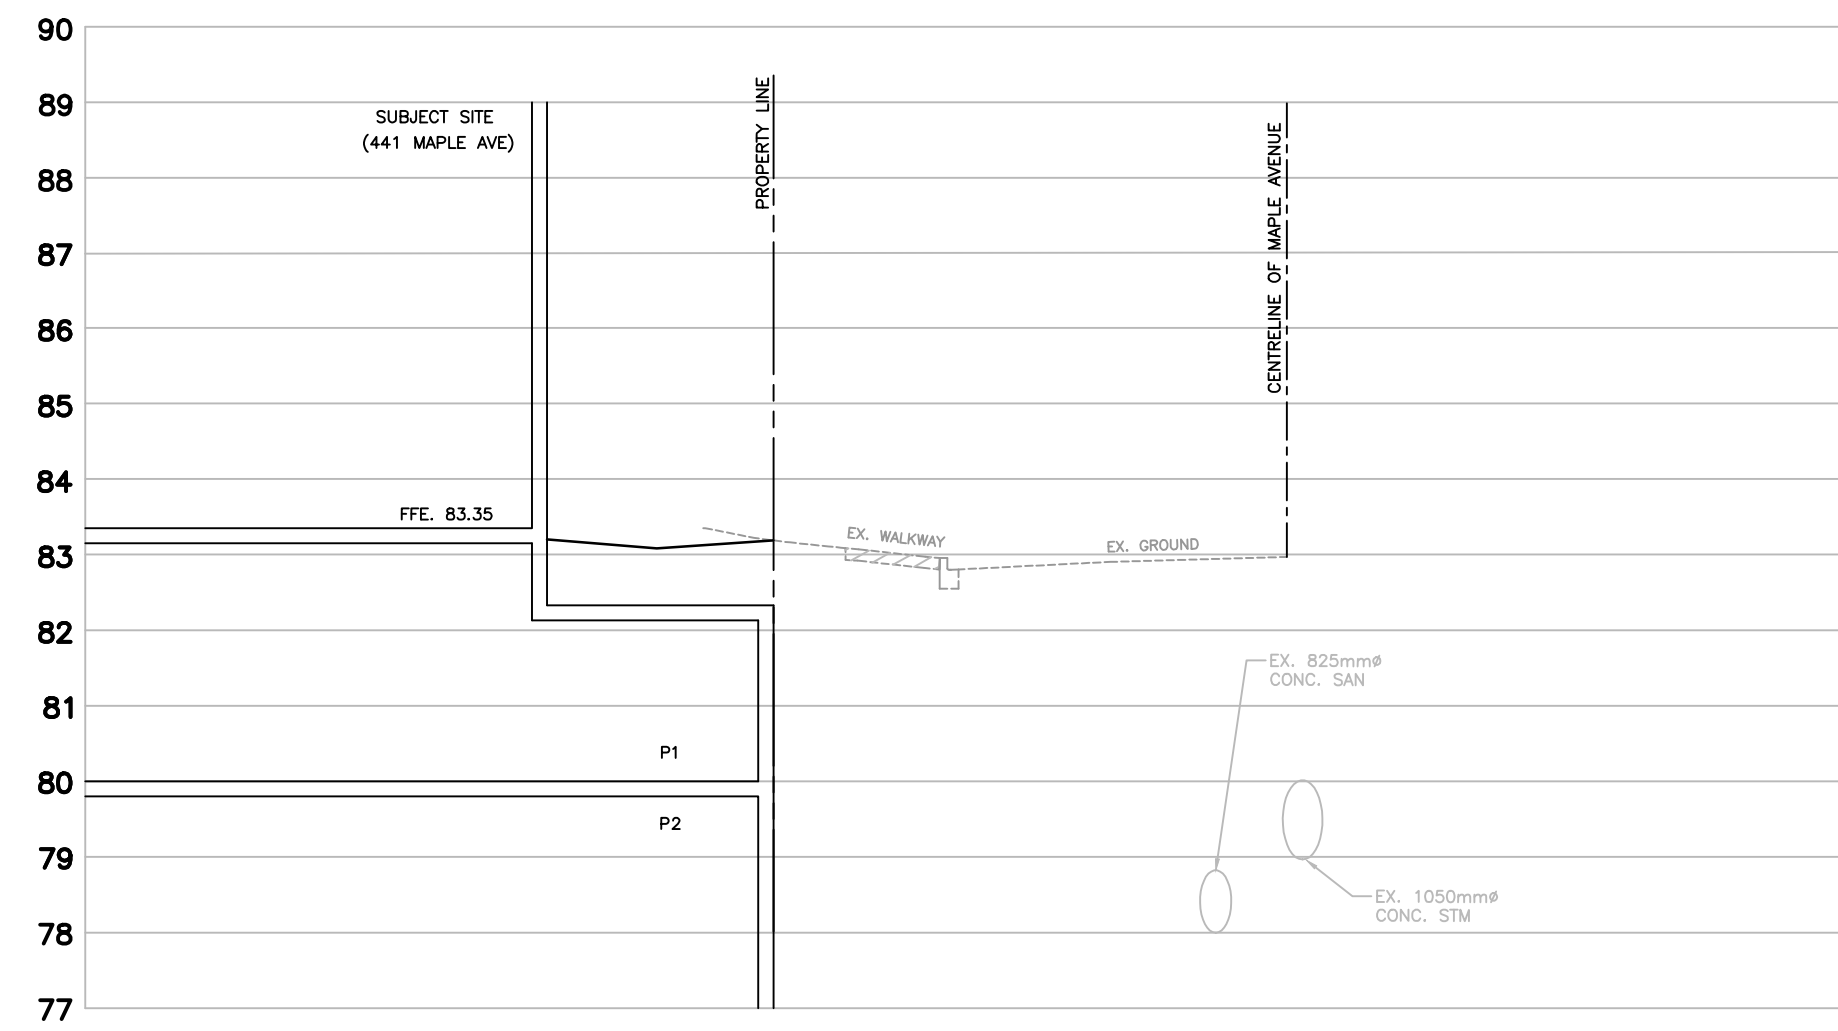 90
89
SUBJECT SITE
(441 MAPLE AVE)
PROPERTY LINE
CENTRELINE OF MAPLE AVENUE
88
87
86
85
84
FFE. 83.35
EX. WALKWAY
EX. GROUND
83
82
EX. 825mmø
CONC. SAN
81
P1
80
P2
79
EX. 1050mmø
CONC. STM
78
77